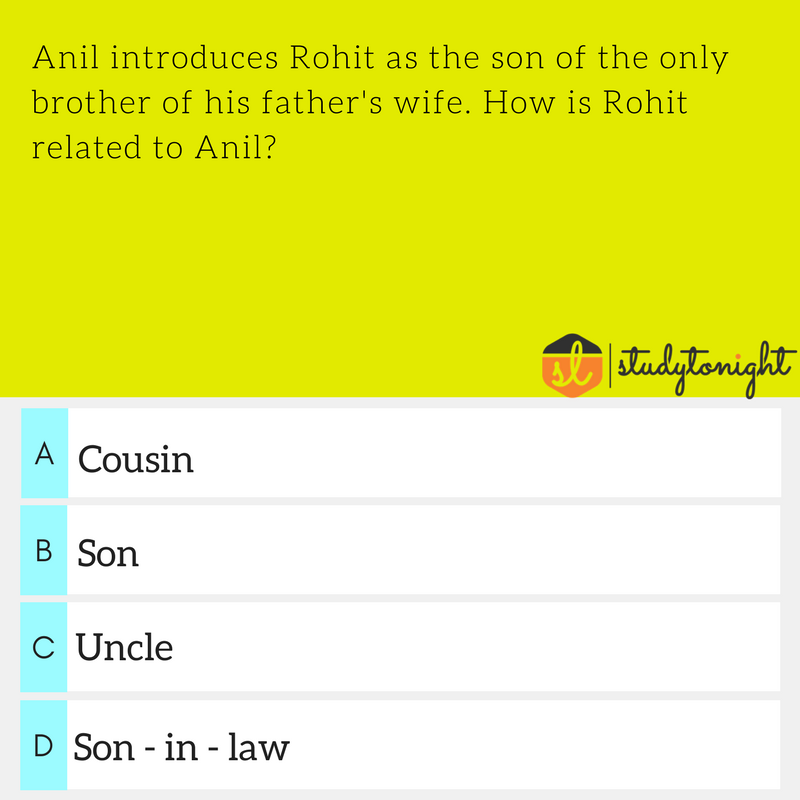 Anil introduces Rohit as the son of the only
brother of his father's wife. How is Rohit
related to Anil?
sl studytonight
A Cousin
B Son
C Uncle
D Son - in - law